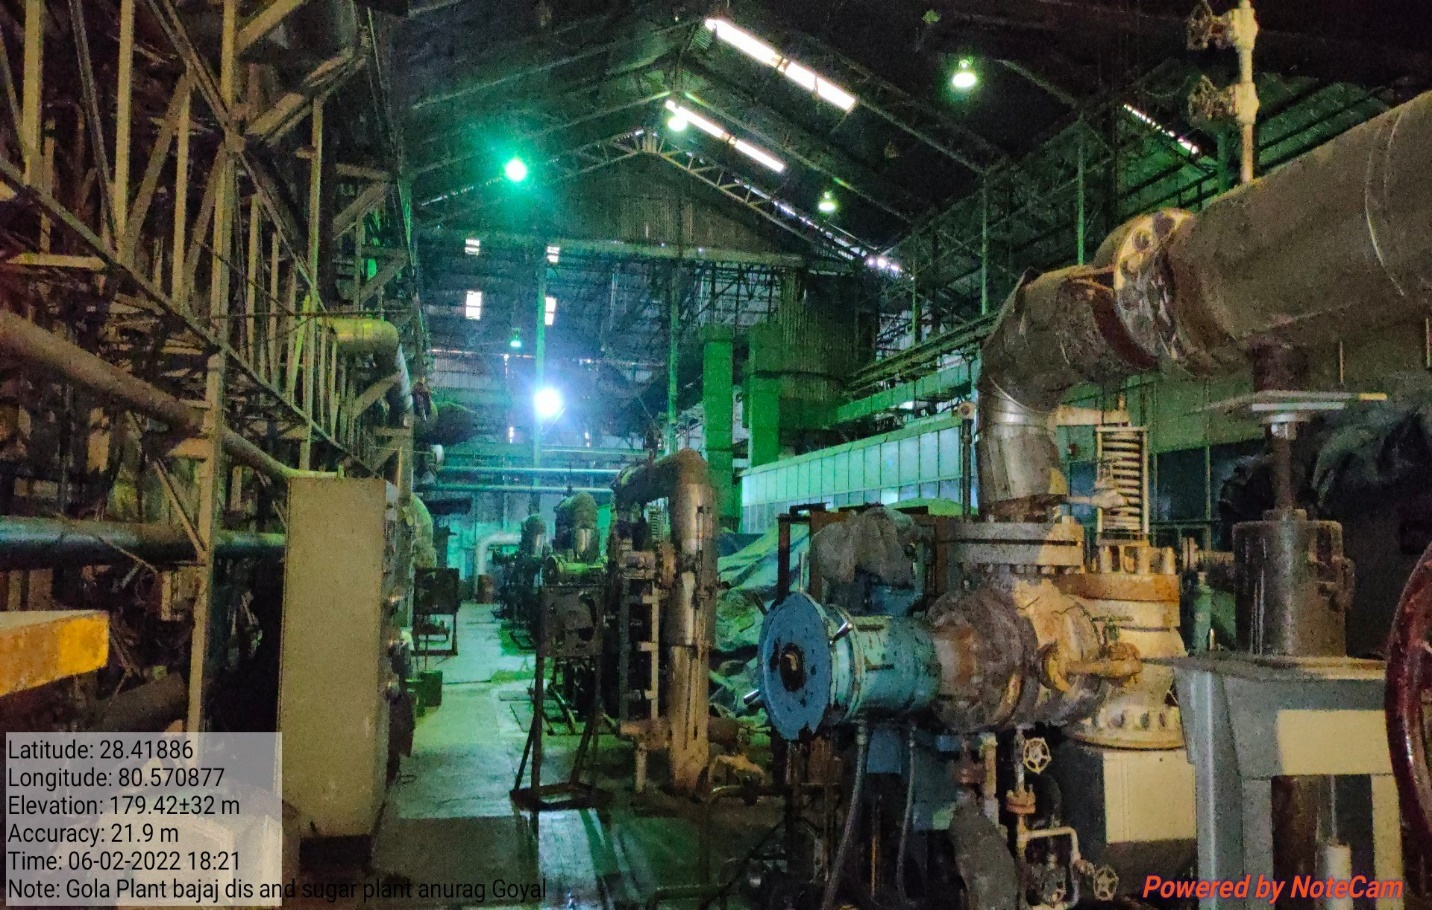 Latitude: 28.41886
Longitude: 80.570877
Elevation: 179.42±32 m
Accuracy: 21.9 m
Time: 06-02-2022 18:21
Note: Gola Plant bajaj dis and sugar plant anurag Goyal
Powered by NoteCam